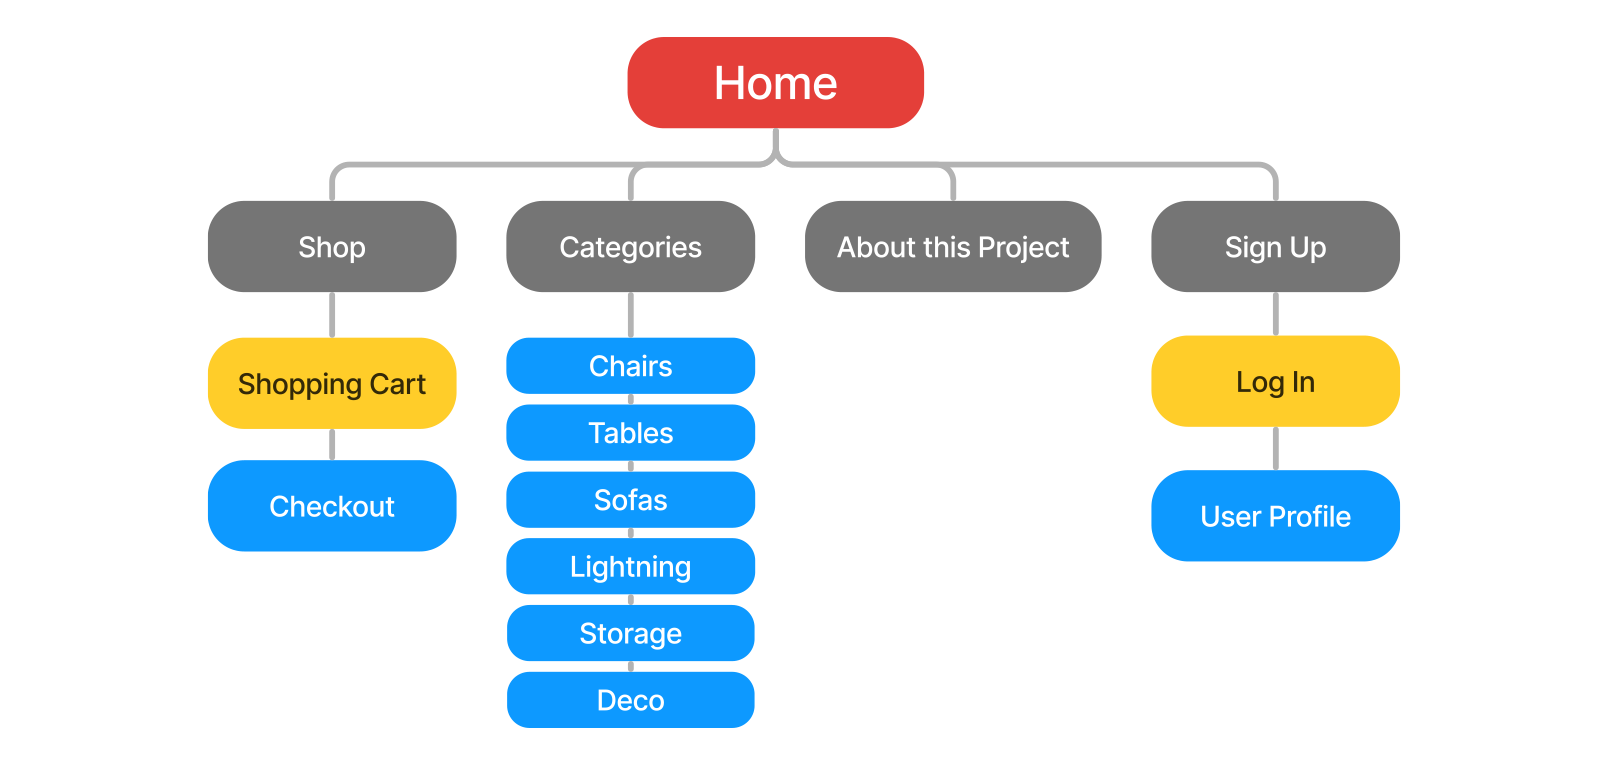 Home
Shop
Categories
About this Project
Sign Up
Shopping Cart
Checkout
Chairs
Tables
Sofas
Lightning
Storage
Deco
Log In
User Profile